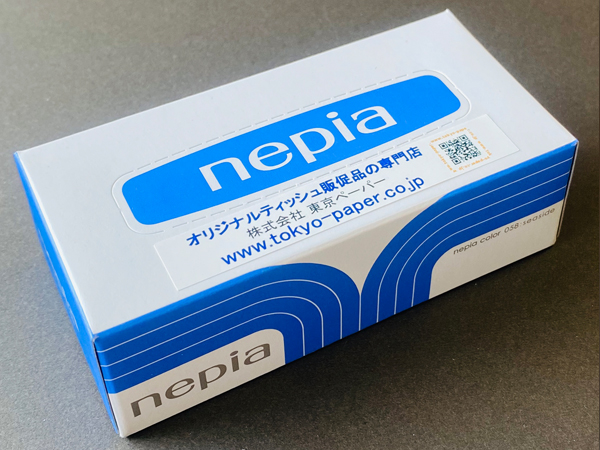 nepia
オリジナルティッシュ販促品の専門店
株式会社 東京ペーパー
www.tokyo-paper.co.jp
nepia color 058:seaside
nepia